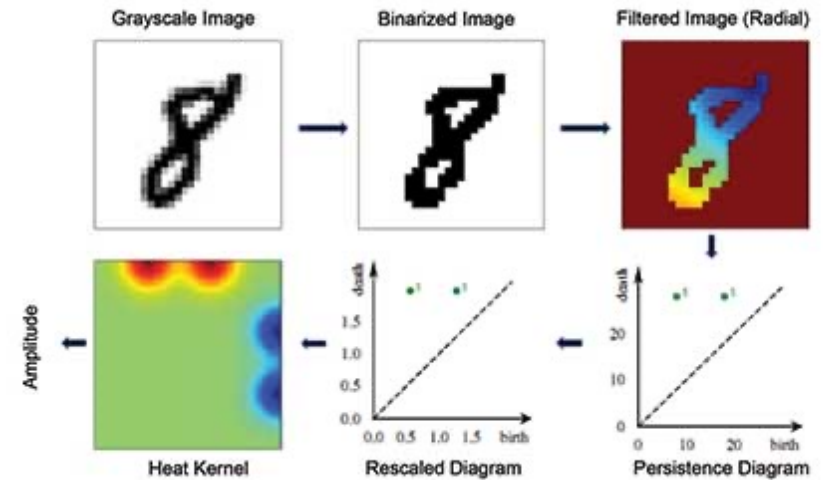 Grayscale Image
Binarized Image
Filtered Image (Radial)
Amplitude
death
1.5
1.0
0.5
0.0
0.0 0.5 1.0 1.5 birth
1
1
death
20
10
0
0 10 20 birth
1
1
Heat Kernel
Rescaled Diagram
Persistence Diagram